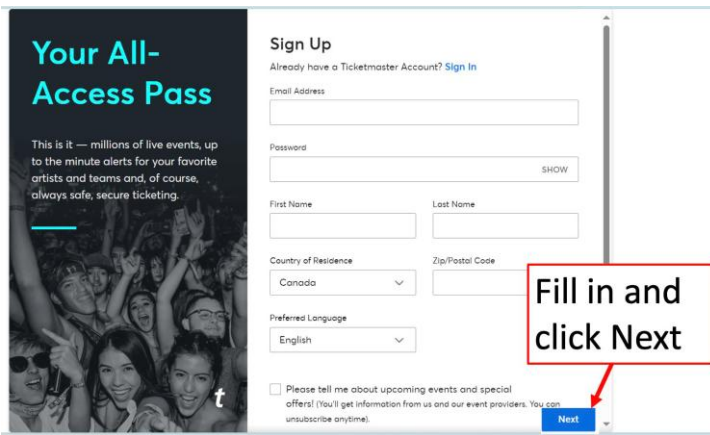 Your All-
Access Pass
This is it — millions of live events, up
to the minute alerts for your favorite
artists and teams and, of course,
always safe, secure ticketing.
t
Sign Up
Already have a Ticketmaster Account? Sign In
Email Address
Password
SHOW
First Name
Last Name
Country of Residence
Zip/Postal Code
Canada
Preferred Language
English
Fill in and
click Next
Please tell me about upcoming events and special
offers! (You'll get information from us and our event providers. You can
unsubscribe anytime).
Next